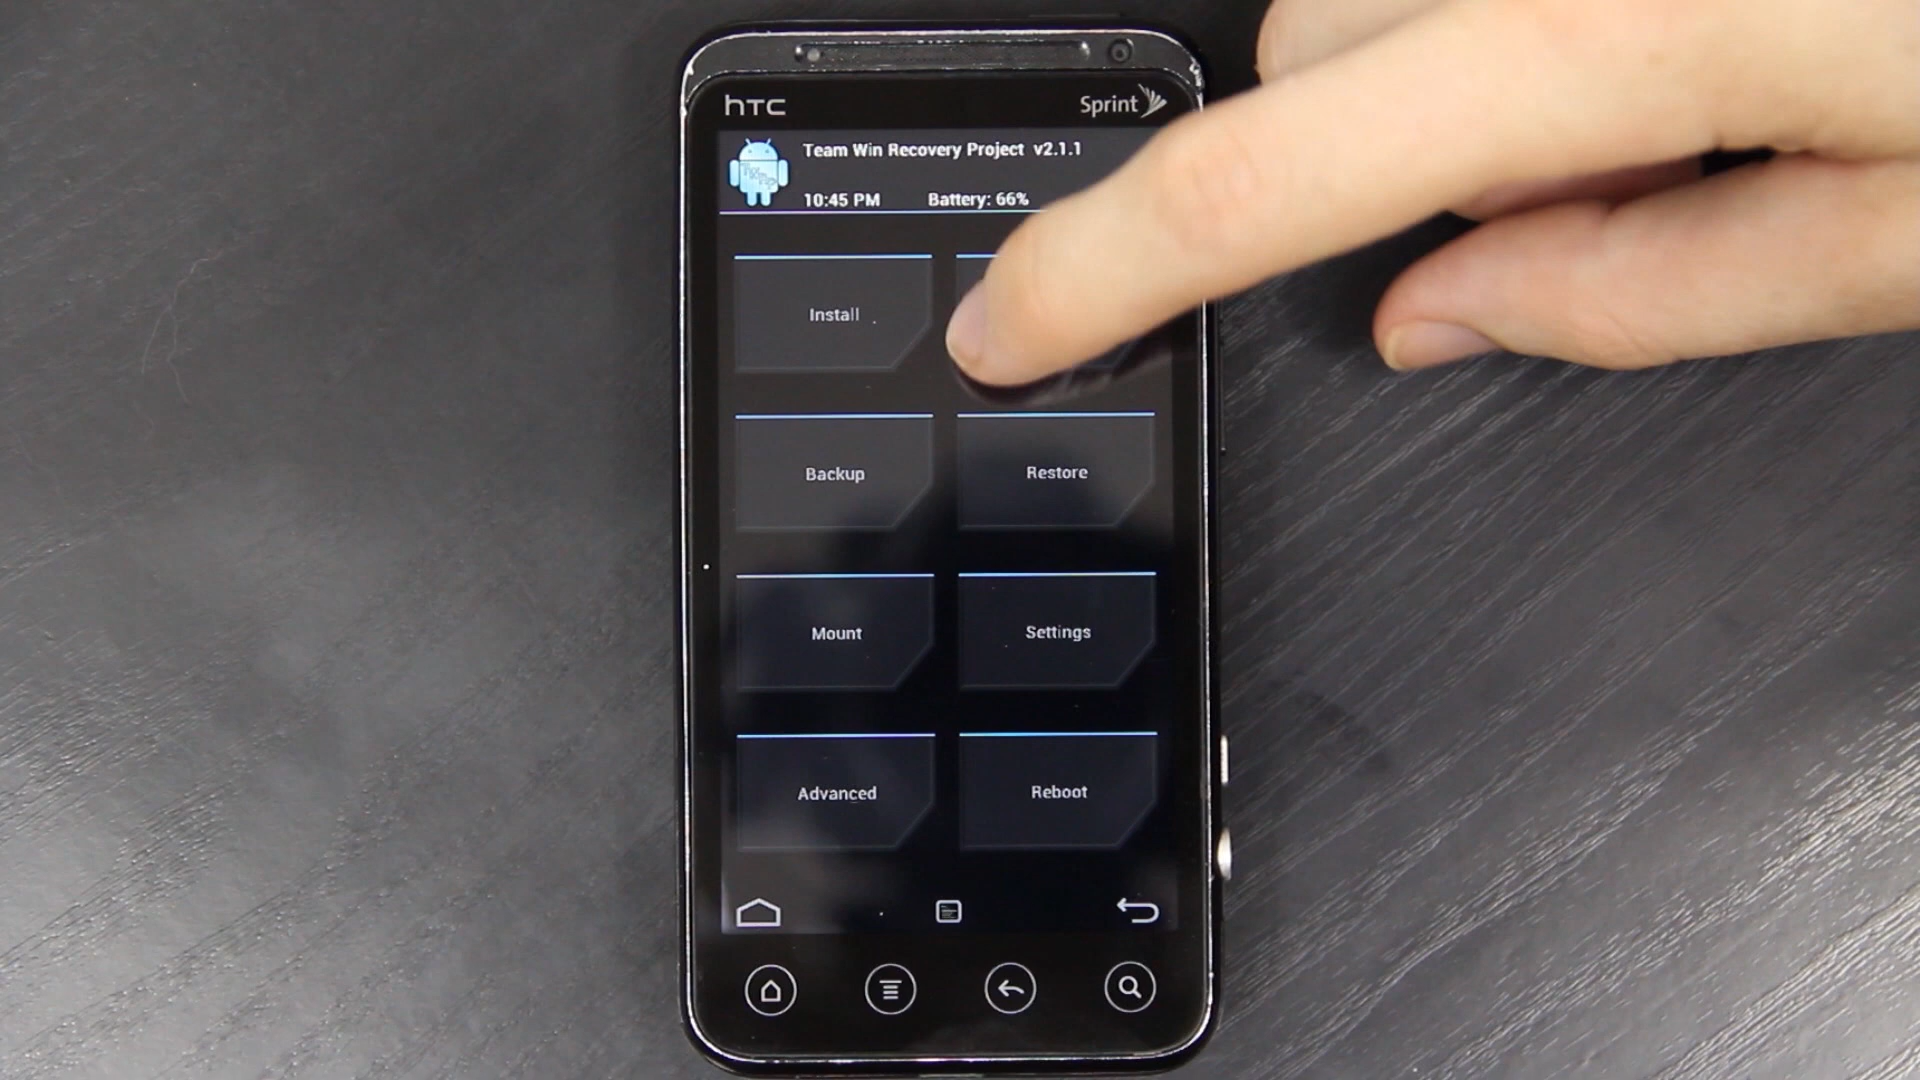 hTC
Sprint
Team Win Recovery Project v2.1.1
10:45 PM Battery: 66%
Install
Backup
Restore
Mount
Settings
Advanced
Reboot